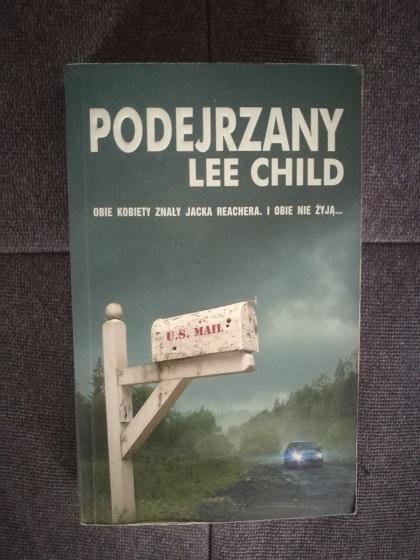 PODEJRZANY
LEE CHILD
OBIE KOBIETY ZNAŁY JACKA REACHERA. I OBIE NIE ŻYJĄ...
U.S. MAIL